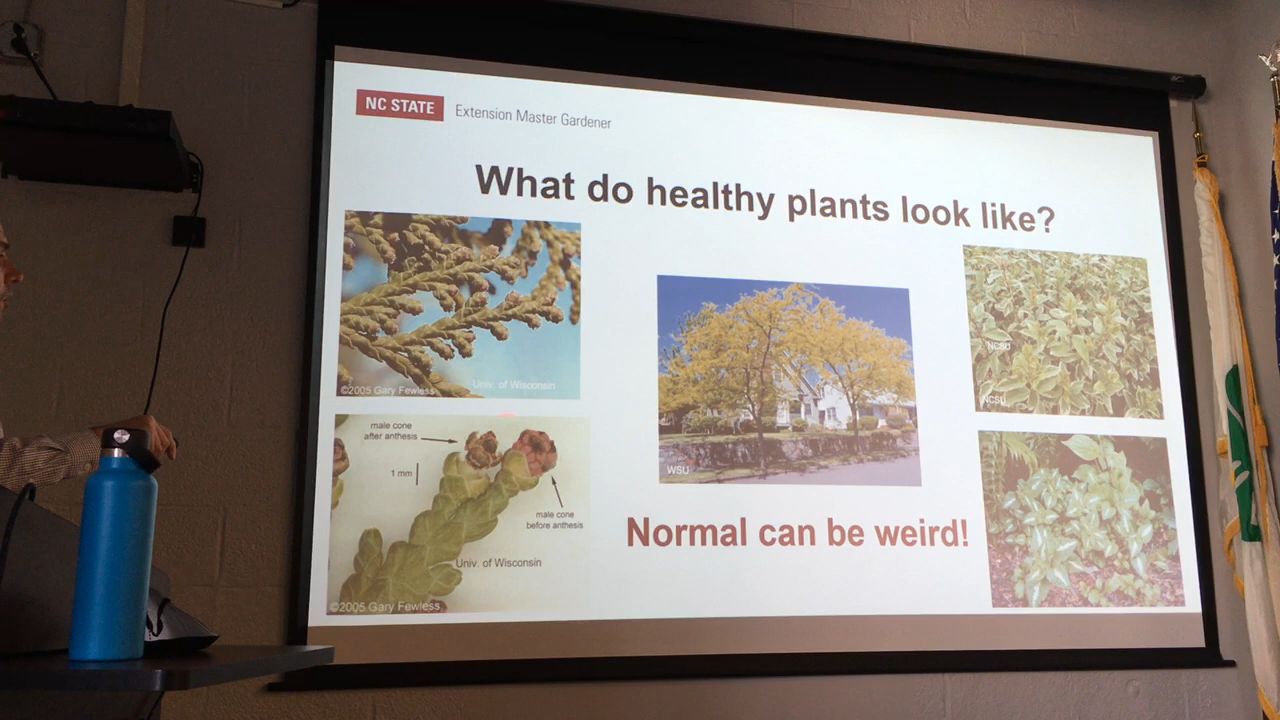 NC STATE
Extension Master Gardener
What do healthy plants look like?
©2005 Gary Fewless
Univ. of Wisconsin
male cone
after anthesis
1 mm
male cone
before anthesis
Univ. of Wisconsin
©2005 Gary Fewless
WSU
Normal can be weird!
NCSU
NCSU